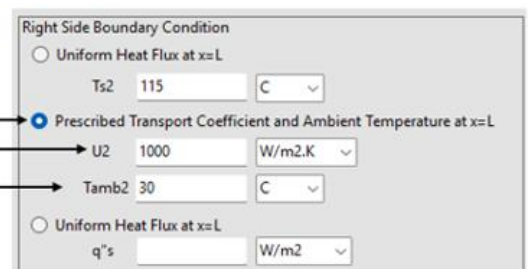 Right Side Boundary Condition
Uniform Heat Flux at x=L
Ts2 115 C
Prescribed Transport Coefficient and Ambient Temperature at x=L
U2 1000 W/m2.K
Tamb2 30 C
Uniform Heat Flux at x=L
q"s W/m2